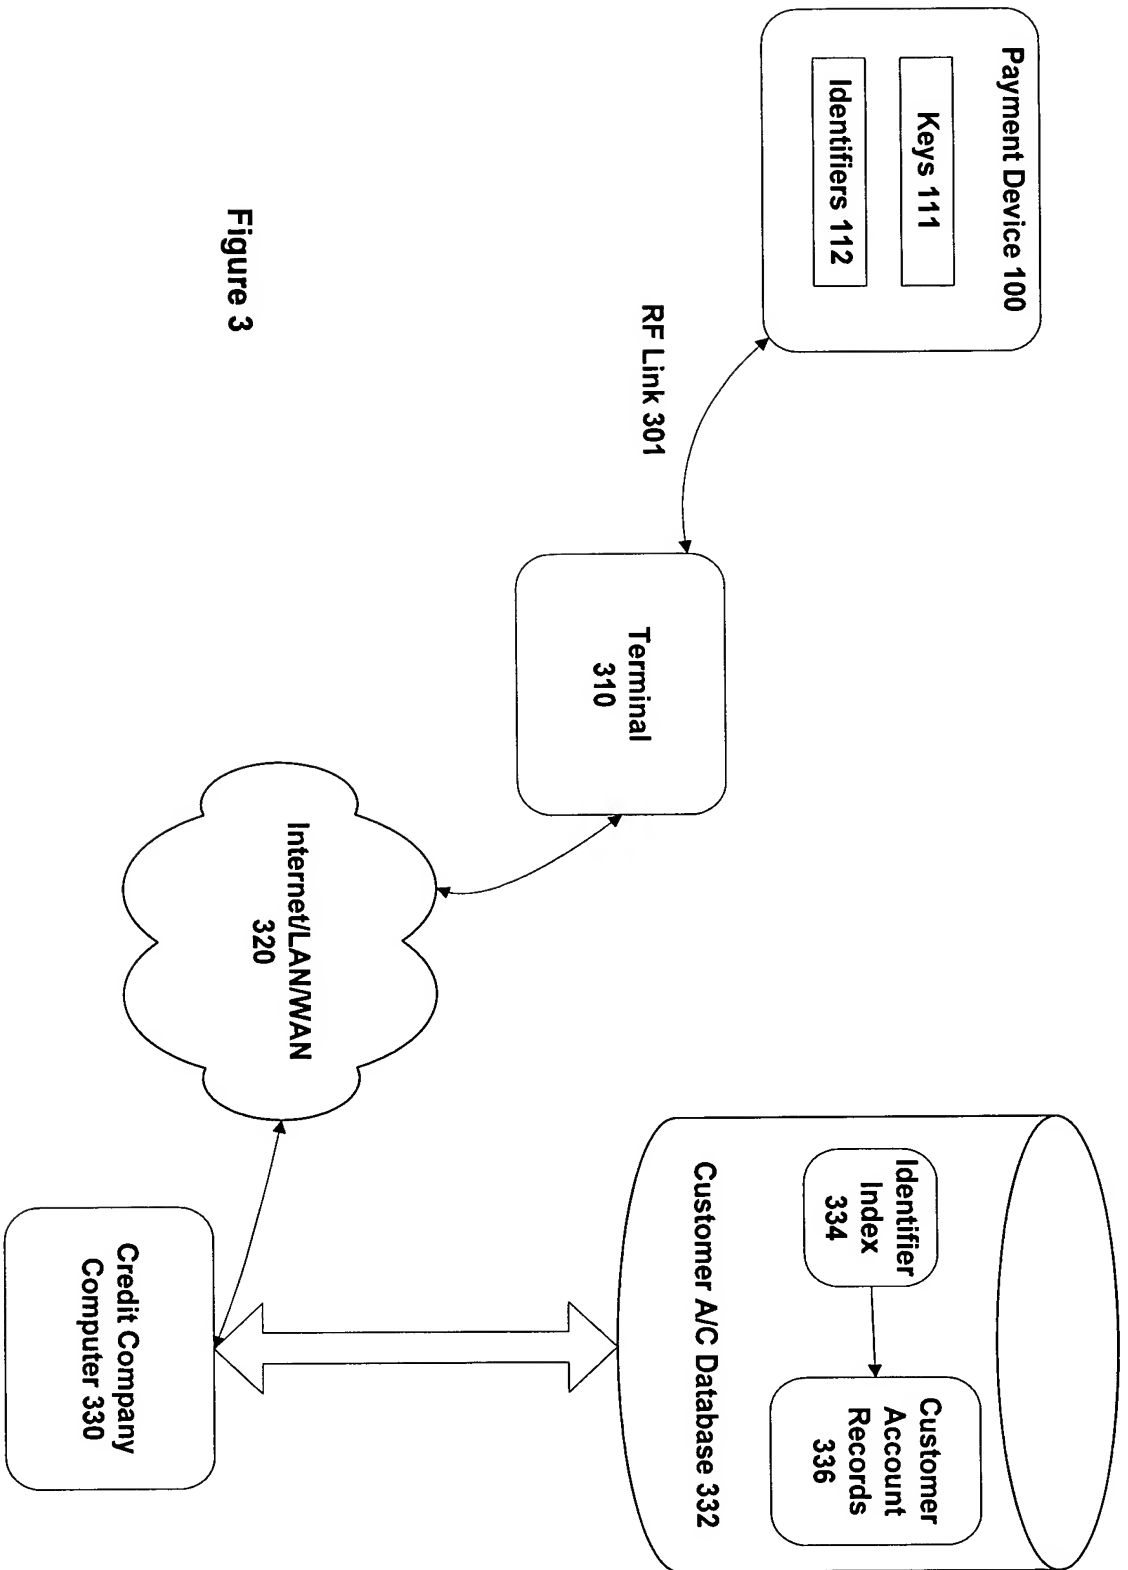 Payment Device 100
Keys 111
Identifiers 112
RF Link 301
Terminal
310
Internet/LAN/WAN
320
Identifier
Index
334
Customer
Account
Records
336
Customer A/C Database 332
Credit Company
Computer 330
Figure 3